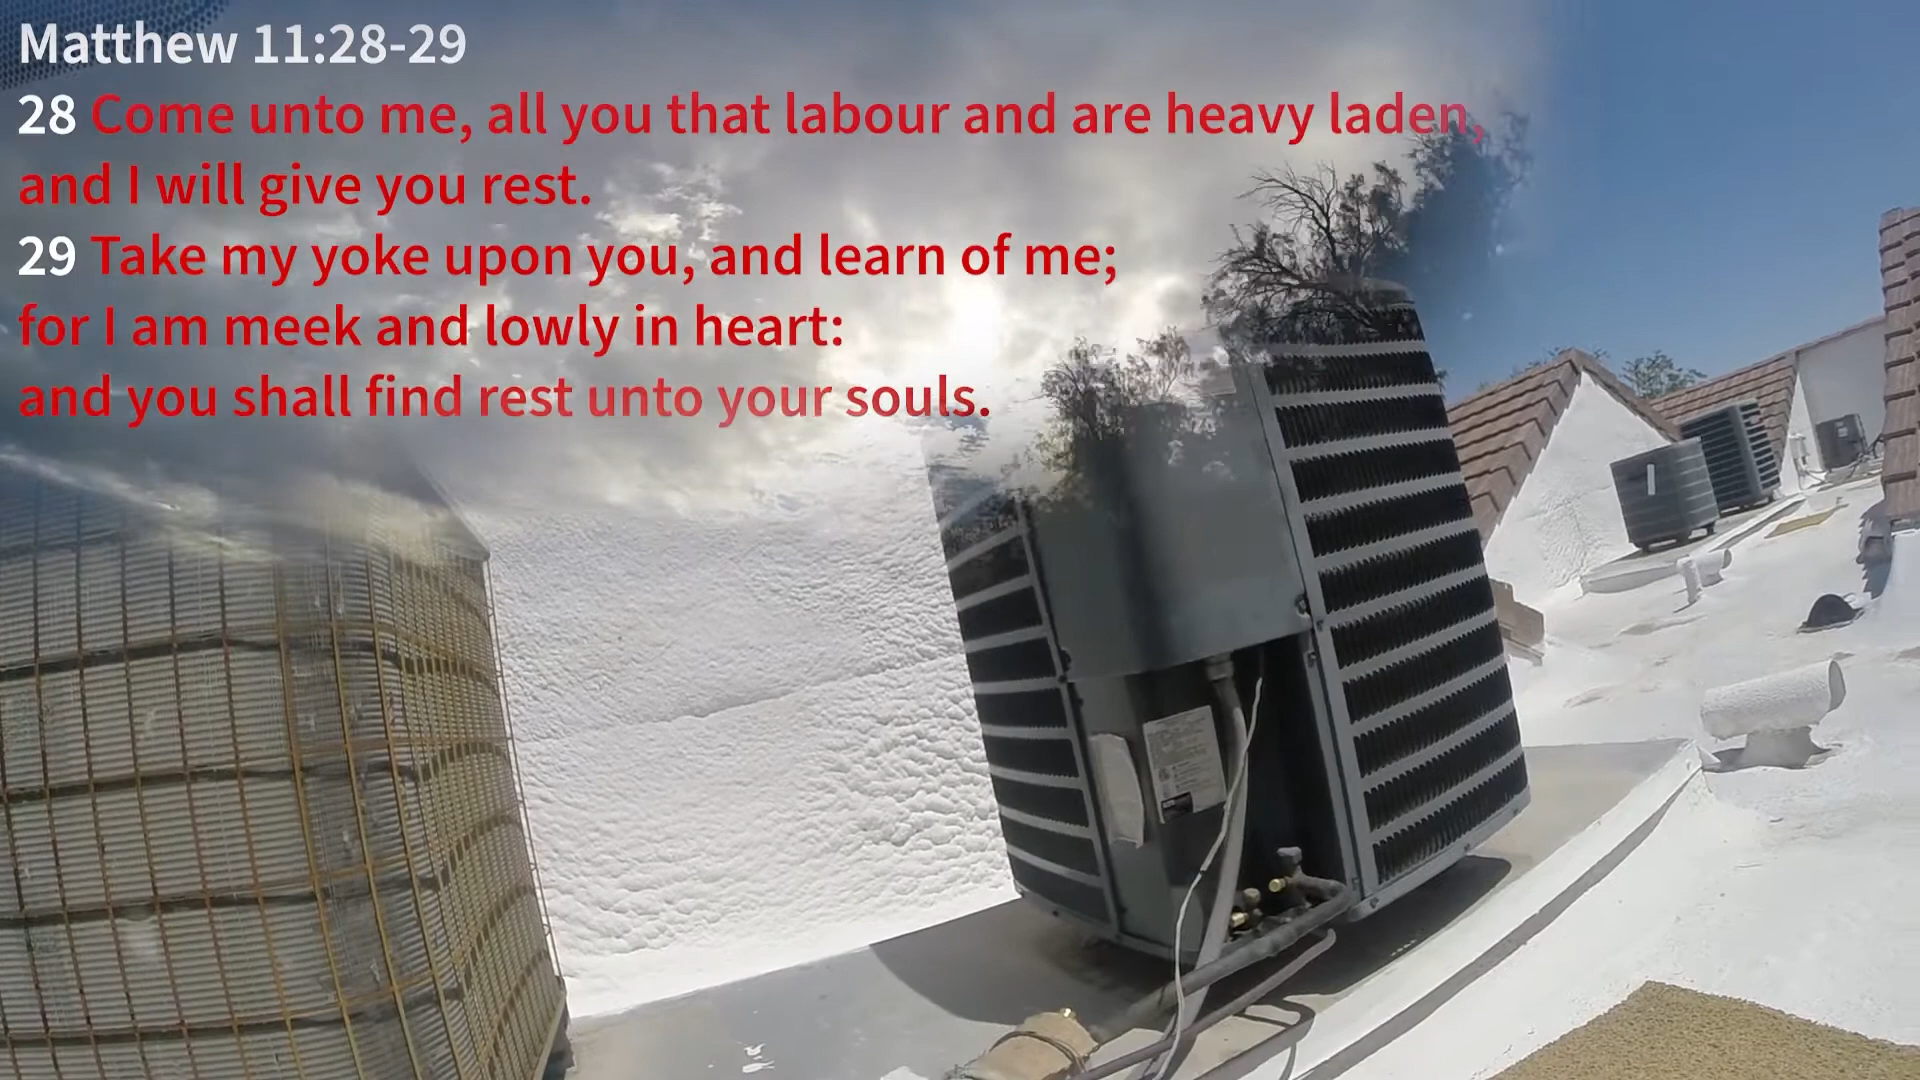 Matthew 11:28-29
28 Come unto me, all you that labour and are heavy laden,
and I will give you rest.
29 Take my yoke upon you, and learn of me;
for I am meek and lowly in heart:
and you shall find rest unto your souls.